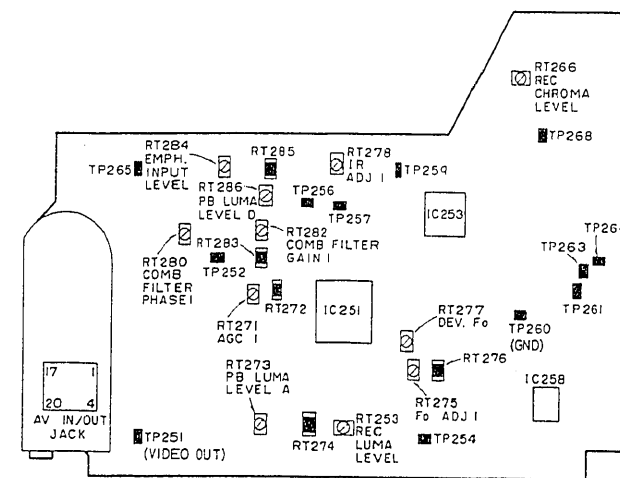 RT266
REC
CHROMA
LEVEL
TP268
RT284
EMPH.
INPUT
LEVEL
RT285
RT278
IR
ADJ I
TP265
TP259
RT286
PB LUMA
LEVEL D
TP256
TP257
IC253
RT282
COMB FILTER
GAIN I
RT283
TP252
RT280
COMB
FILTER
PHASE I
TP263
TP264
TP261
RT271
AGC I
RT272
IC251
RT277
DEV. Fo
TP260
(GND)
RT273
PB LUMA
LEVEL A
RT276
RT275
Fo ADJ I
IC258
17 1
20 4
AV IN/OUT
JACK
TP251
(VIDEO OUT)
RT274
RT253
REC
LUMA
LEVEL
TP254